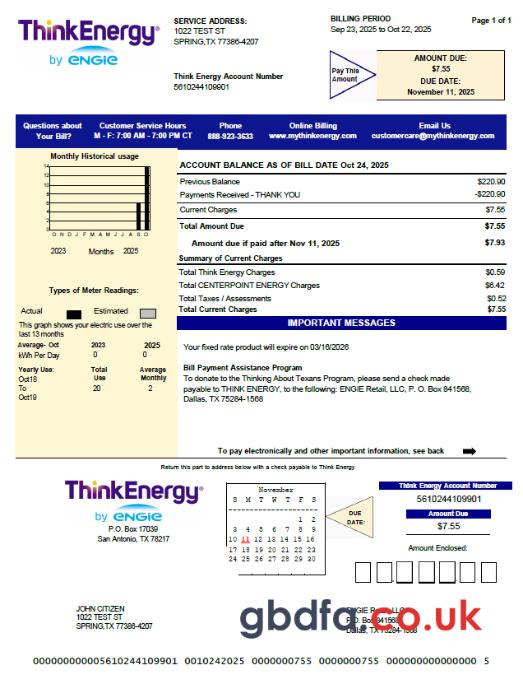 ThinkEnergy®
by ENGIE
SERVICE ADDRESS:
1022 TEST ST
SPRING,TX 77386-4207
Think Energy Account Number
5610244109901
BILLING PERIOD
Sep 23, 2025 to Oct 22, 2025
Page 1 of 1
Pay This
Amount
AMOUNT DUE:
$7.55
DUE DATE:
November 11, 2025
Questions about
Your Bill?
Customer Service Hours
M - F: 7:00 AM - 7:00 PM CT
Phone
888-923-3633
Online Billing
www.mythinkenergy.com
Email Us
customercare@mythinkenergy.com
Monthly Historical usage
14
12
10
8
6
4
2
0
O N D J F M A M J J A S O
2023 Months 2025
Types of Meter Readings:
Actual Estimated
This graph shows your electric use over the
last 13 months
Average- Oct 2023 2025
kWh Per Day 0 0
Yearly Use: Total Average
Oct18 Use Monthly
To 20 2
Oct19
ACCOUNT BALANCE AS OF BILL DATE Oct 24, 2025
Previous Balance $220.90
Payments Received - THANK YOU -$220.90
Current Charges $7.55
Total Amount Due $7.55
Amount due if paid after Nov 11, 2025 $7.93
Summary of Current Charges
Total Think Energy Charges $0.59
Total CENTERPOINT ENERGY Charges $6.42
Total Taxes / Assessments $0.52
Total Current Charges $7.55
IMPORTANT MESSAGES
Your fixed rate product will expire on 03/16/2026
Bill Payment Assistance Program
To donate to the Thinking About Texans Program, please send a check made
payable to THINK ENERGY, to the following: ENGIE Retail, LLC, P. O. Box 841568,
Dallas, TX 75284-1568
To pay electronically and other important information, see back
Return this part to address below with a check payable to Think Energy
ThinkEnergy®
by ENGIE
P.O. Box 17039
San Antonio, TX 78217
November
S M T W T F S
1 2
3 4 5 6 7 8 9
10 11 12 13 14 15 16
17 18 19 20 21 22 23
24 25 26 27 28 29 30
DUE
DATE:
Think Energy Account Number
5610244109901
Amount Due
$7.55
Amount Enclosed:
JOHN CITIZEN
1022 TEST ST
SPRING,TX 77386-4207
ENGIE Retail, LLC
P.O. Box 841568
Dallas, TX 75284-1568
gbdfa.co.uk
0000000000005610244109901 0010242025 0000000755 0000000755 0000000000000 5